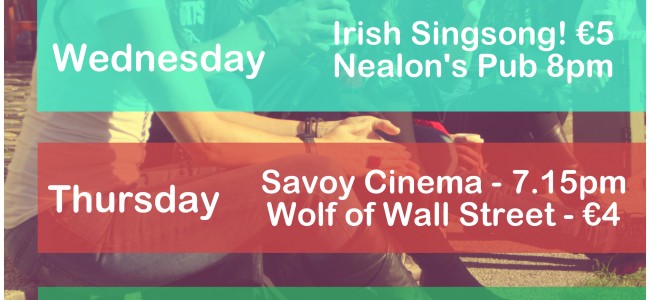 Wednesday
Irish Singsong! €5
Nealon's Pub 8pm
Thursday
Savoy Cinema - 7.15pm
Wolf of Wall Street - €4